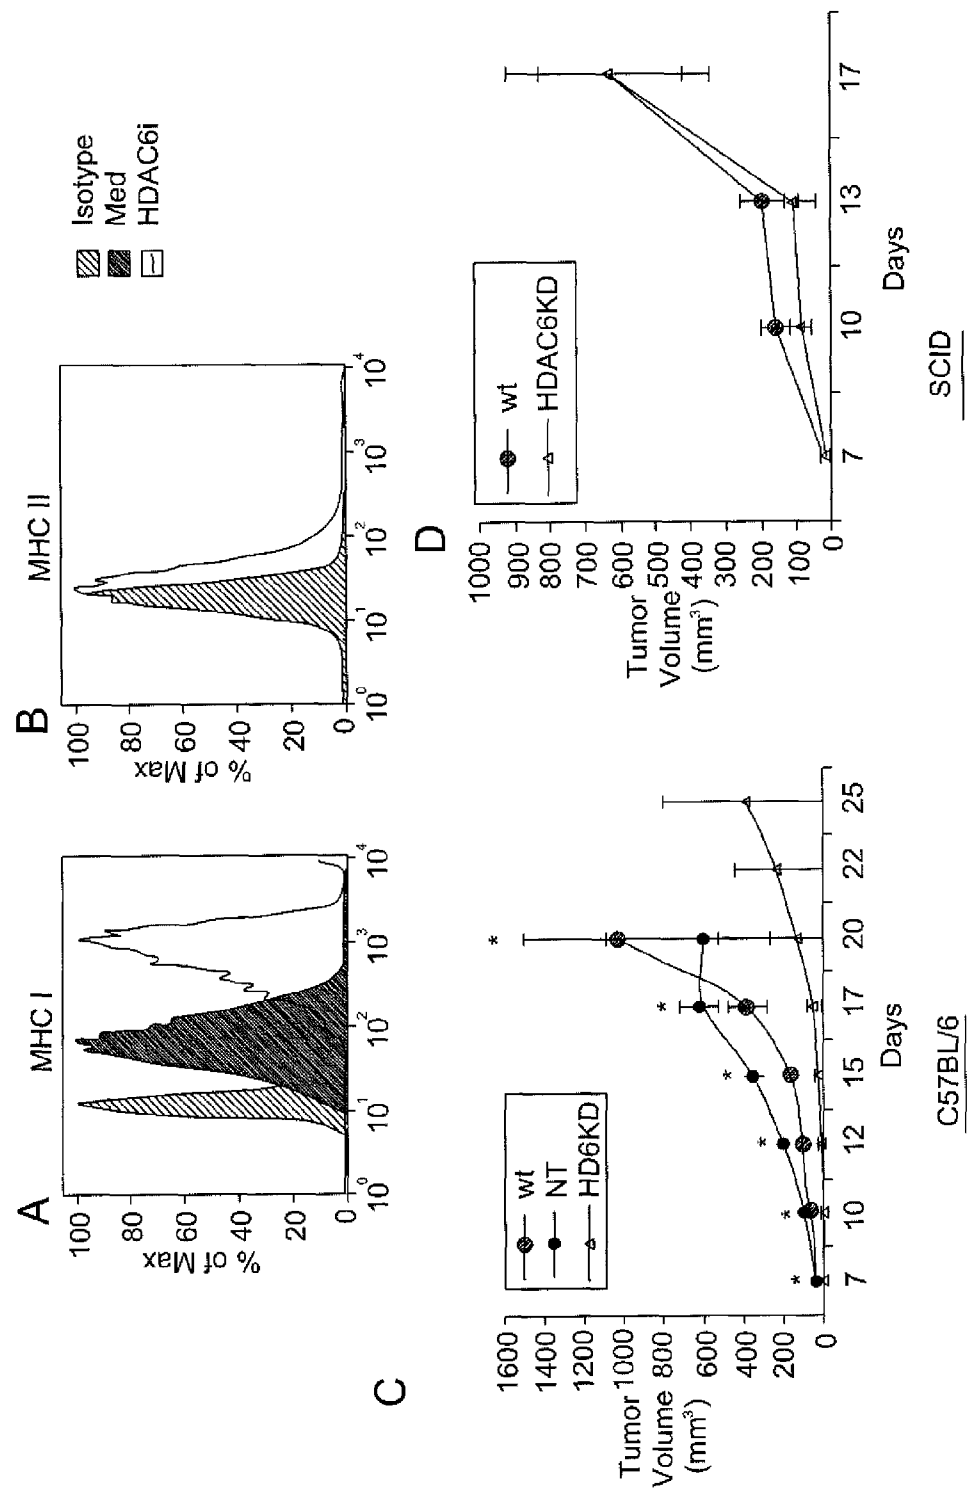 A
MHC I
% of Max
100
80
60
40
20
0
10⁰ 10¹ 10² 10³ 10⁴
B
MHC II
% of Max
100
80
60
40
20
0
10⁰ 10¹ 10² 10³ 10⁴
Isotype
Med
HDAC6i
C
wt
NT
HD6KD
Tumor
Volume
(mm³)
1600
1400
1200
1000
800
600
400
200
0
* * * * * *
7 10 12 15 17 20 22 25
Days
C57BL/6
D
wt
HDAC6KD
Tumor
Volume
(mm³)
1000
900
800
700
600
500
400
300
200
100
0
7 10 13 17
Days
SCID